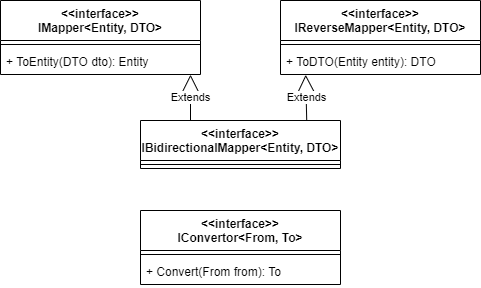 <<interface>>
IMapper<Entity, DTO>
+ ToEntity(DTO dto): Entity
<<interface>>
IReverseMapper<Entity, DTO>
+ ToDTO(Entity entity): DTO
Extends
Extends
<<interface>>
IBidirectionalMapper<Entity, DTO>
<<interface>>
IConvertor<From, To>
+ Convert(From from): To